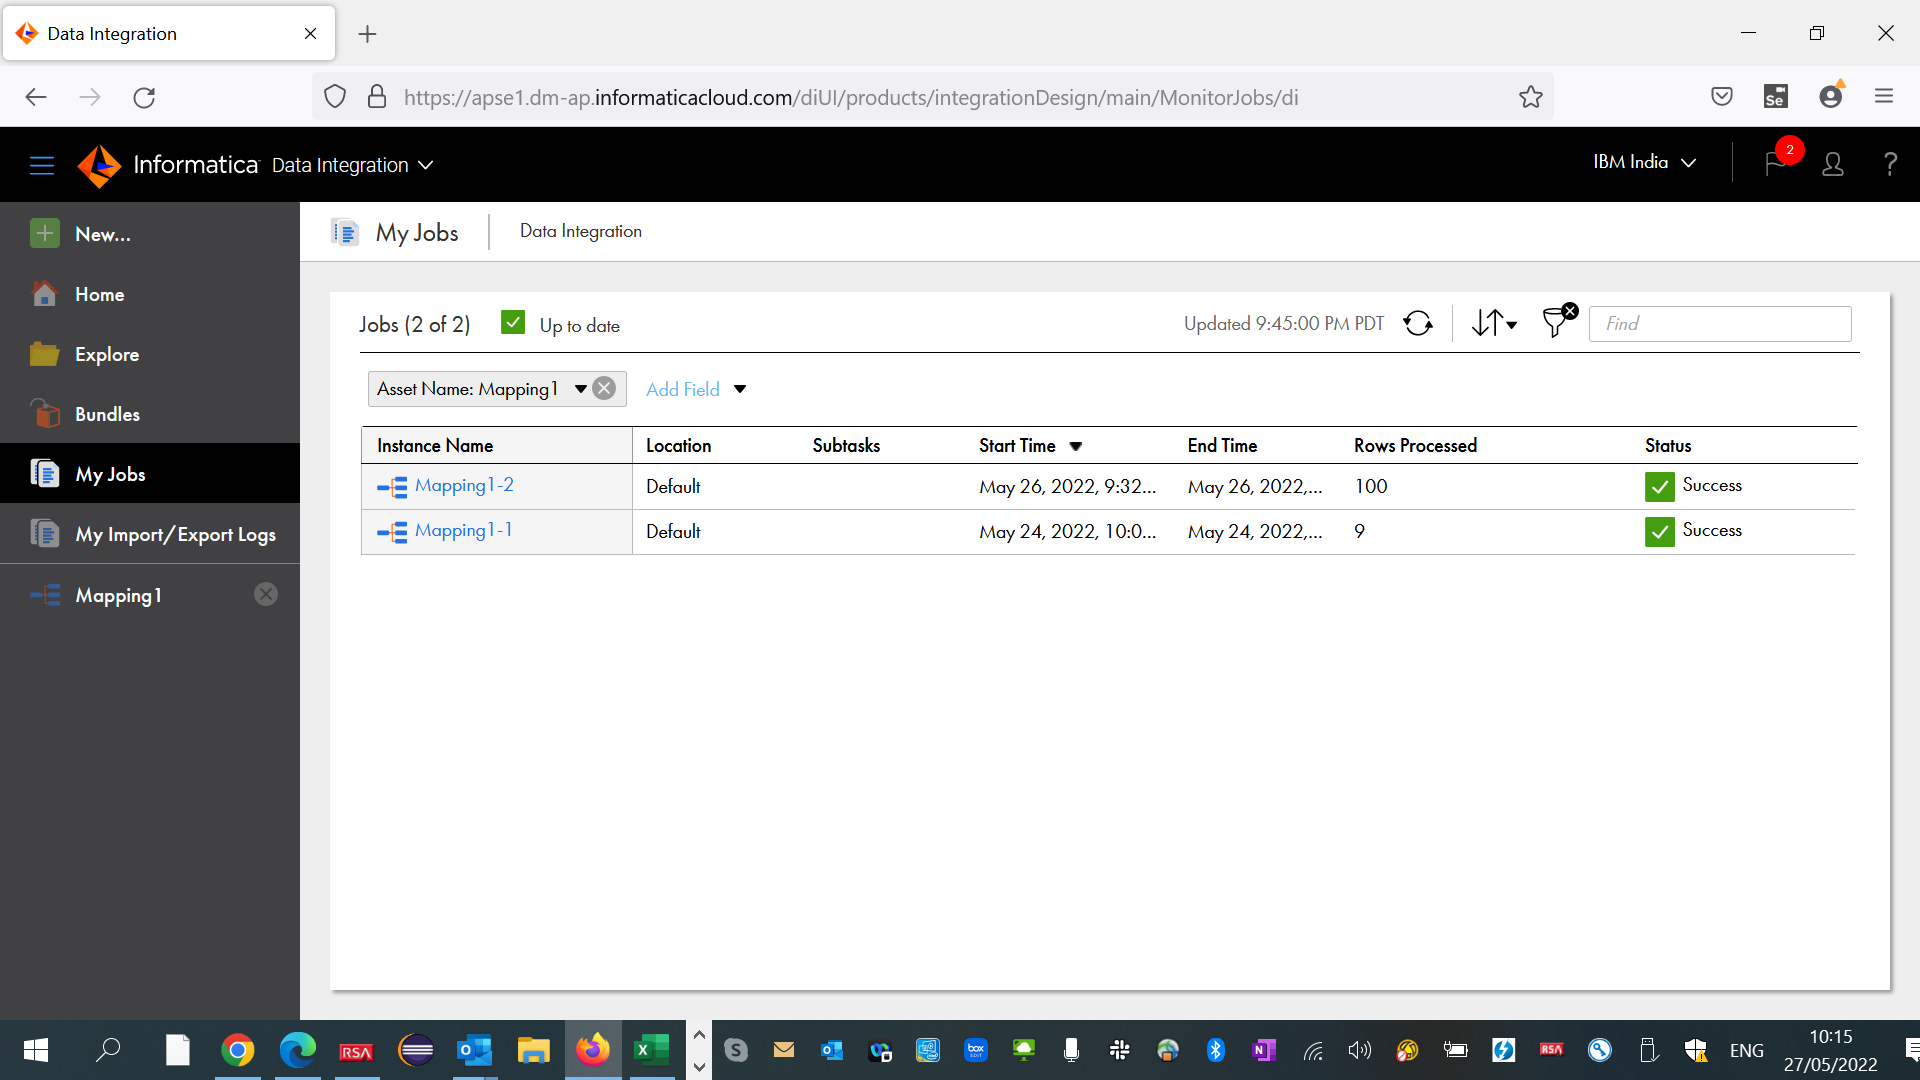 Data Integration
https://apse1.dm-ap.informaticacloud.com/diUI/products/integrationDesign/main/MonitorJobs/di
Se
Informatica Data Integration
IBM India
2
?
New...
Home
Explore
Bundles
My Jobs
My Import/Export Logs
Mapping1
My Jobs
Data Integration
Jobs (2 of 2)
Up to date
Updated 9:45:00 PM PDT
Find
Asset Name: Mapping1
Add Field
Instance Name Location Subtasks Start Time End Time Rows Processed Status
Mapping1-2 Default May 26, 2022, 9:32... May 26, 2022,... 100 Success
Mapping1-1 Default May 24, 2022, 10:0... May 24, 2022,... 9 Success
RSA
box
RSA
ENG
10:15
27/05/2022